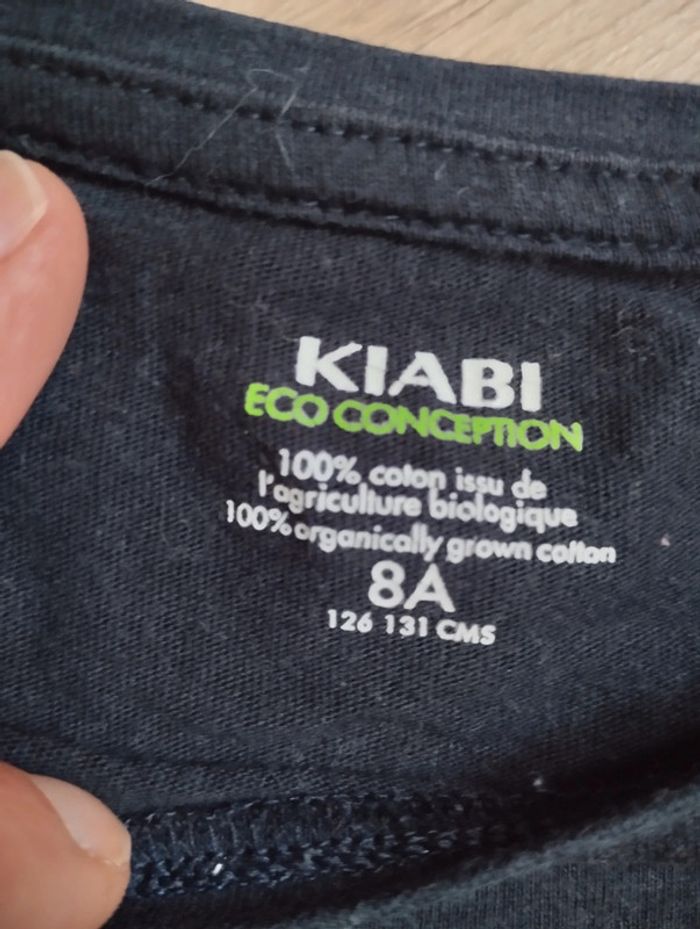 KIABI
ECO CONCEPTION
100% coton issu de
l'agriculture biologique
100% organically grown cotton
8A
126 131 CMS